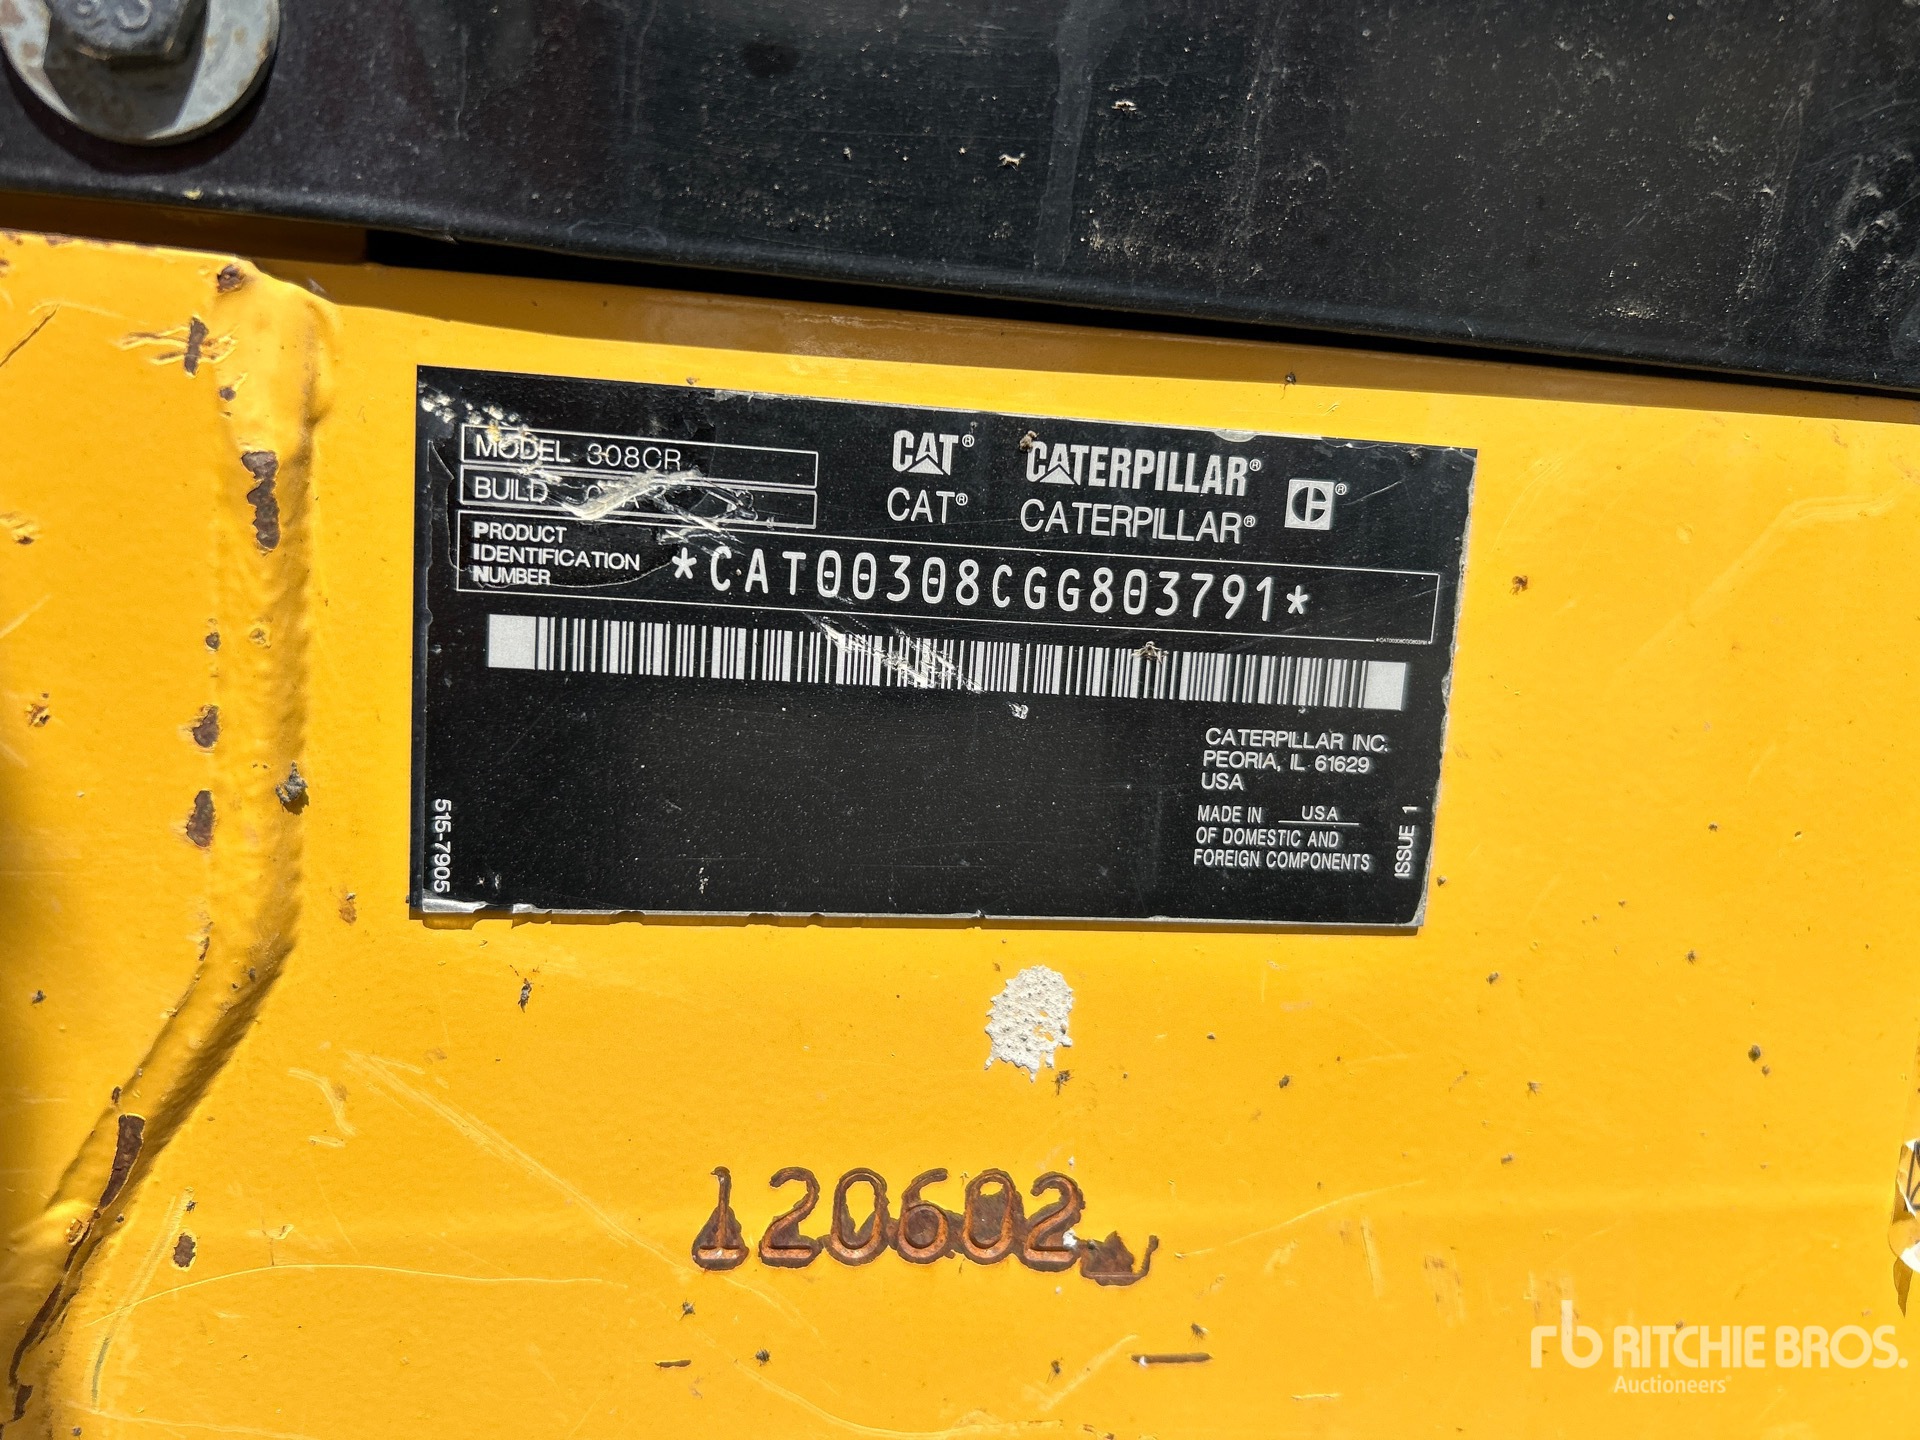 MODEL 308CR
BUILD
PRODUCT
IDENTIFICATION
NUMBER
*CAT00308CGG803791*
CAT®
CAT®
CATERPILLAR®
CATERPILLAR®
CATERPILLAR INC.
PEORIA, IL 61629
USA
MADE IN USA
OF DOMESTIC AND
FOREIGN COMPONENTS
515-7905
ISSUE 1
120602
rb RITCHIE BROS.
Auctioneers